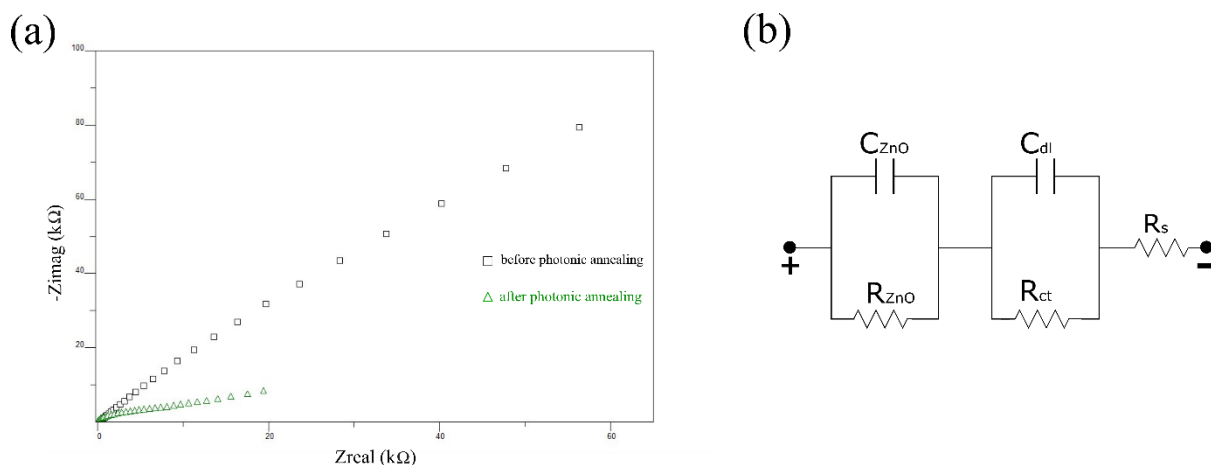 (a)
100
80
60
40
20
0
20
40
60
-Zimag (kΩ)
Zreal (kΩ)
before photonic annealing
after photonic annealing
(b)
CZnO
Cdl
RZnO
Rct
Rs
+
-